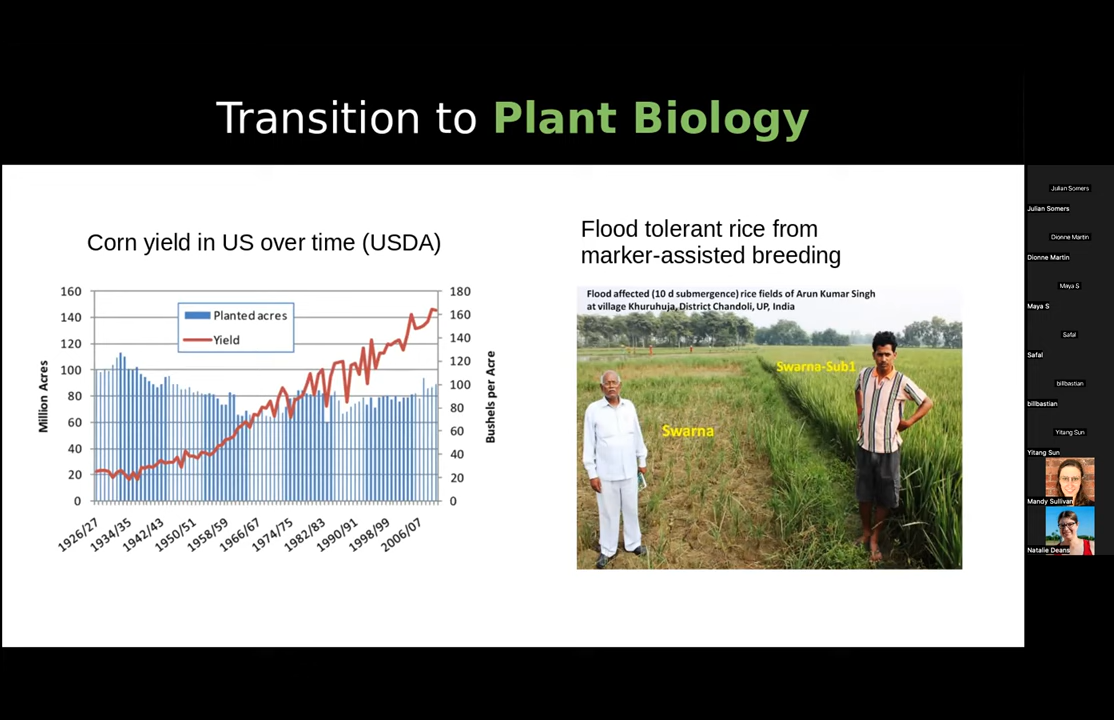 Transition to Plant Biology
Corn yield in US over time (USDA)
160
140
120
100
80
60
40
20
0
Million Acres
Planted acres
Yield
180
160
140
120
100
80
60
40
20
0
Bushels per Acre
1926/27
1934/35
1942/43
1950/51
1958/59
1966/67
1974/75
1982/83
1990/91
1998/99
2006/07
Flood tolerant rice from
marker-assisted breeding
Flood affected (10 d submergence) rice fields of Arun Kumar Singh
at village Khuruhuja, District Chandoli, UP, India
Swarna-Sub1
Swarna
Julian Somers
Julian Somers
Dionne Martin
Dionne Martin
Maya S
Maya S
Safal
Safal
billbastian
billbastian
Yitang Sun
Yitang Sun
Mandy Sullivan
Natalie Deans